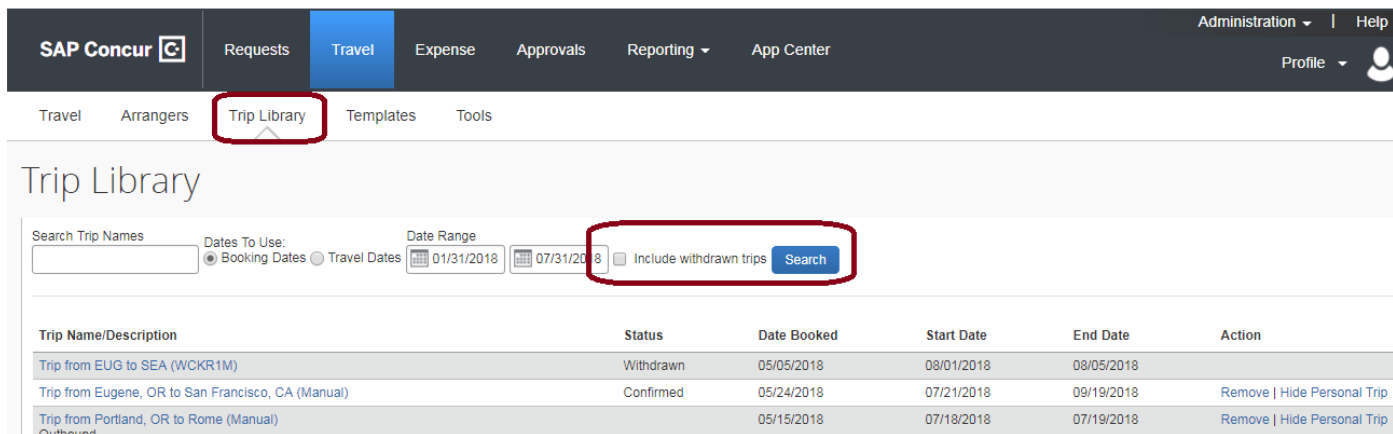 Administration | Help
SAP Concur C Requests Travel Expense Approvals Reporting App Center
Profile
Travel Arrangers Trip Library Templates Tools
Trip Library
Search Trip Names Dates To Use: Date Range
Booking Dates Travel Dates 01/31/2018 07/31/2018 Include withdrawn trips Search
Trip Name/Description Status Date Booked Start Date End Date Action
Trip from EUG to SEA (WCKR1M) Withdrawn 05/05/2018 08/01/2018 08/05/2018
Trip from Eugene, OR to San Francisco, CA (Manual) Confirmed 05/24/2018 07/21/2018 09/19/2018 Remove | Hide Personal Trip
Trip from Portland, OR to Rome (Manual) 05/15/2018 07/18/2018 07/19/2018 Remove | Hide Personal Trip
Outbound